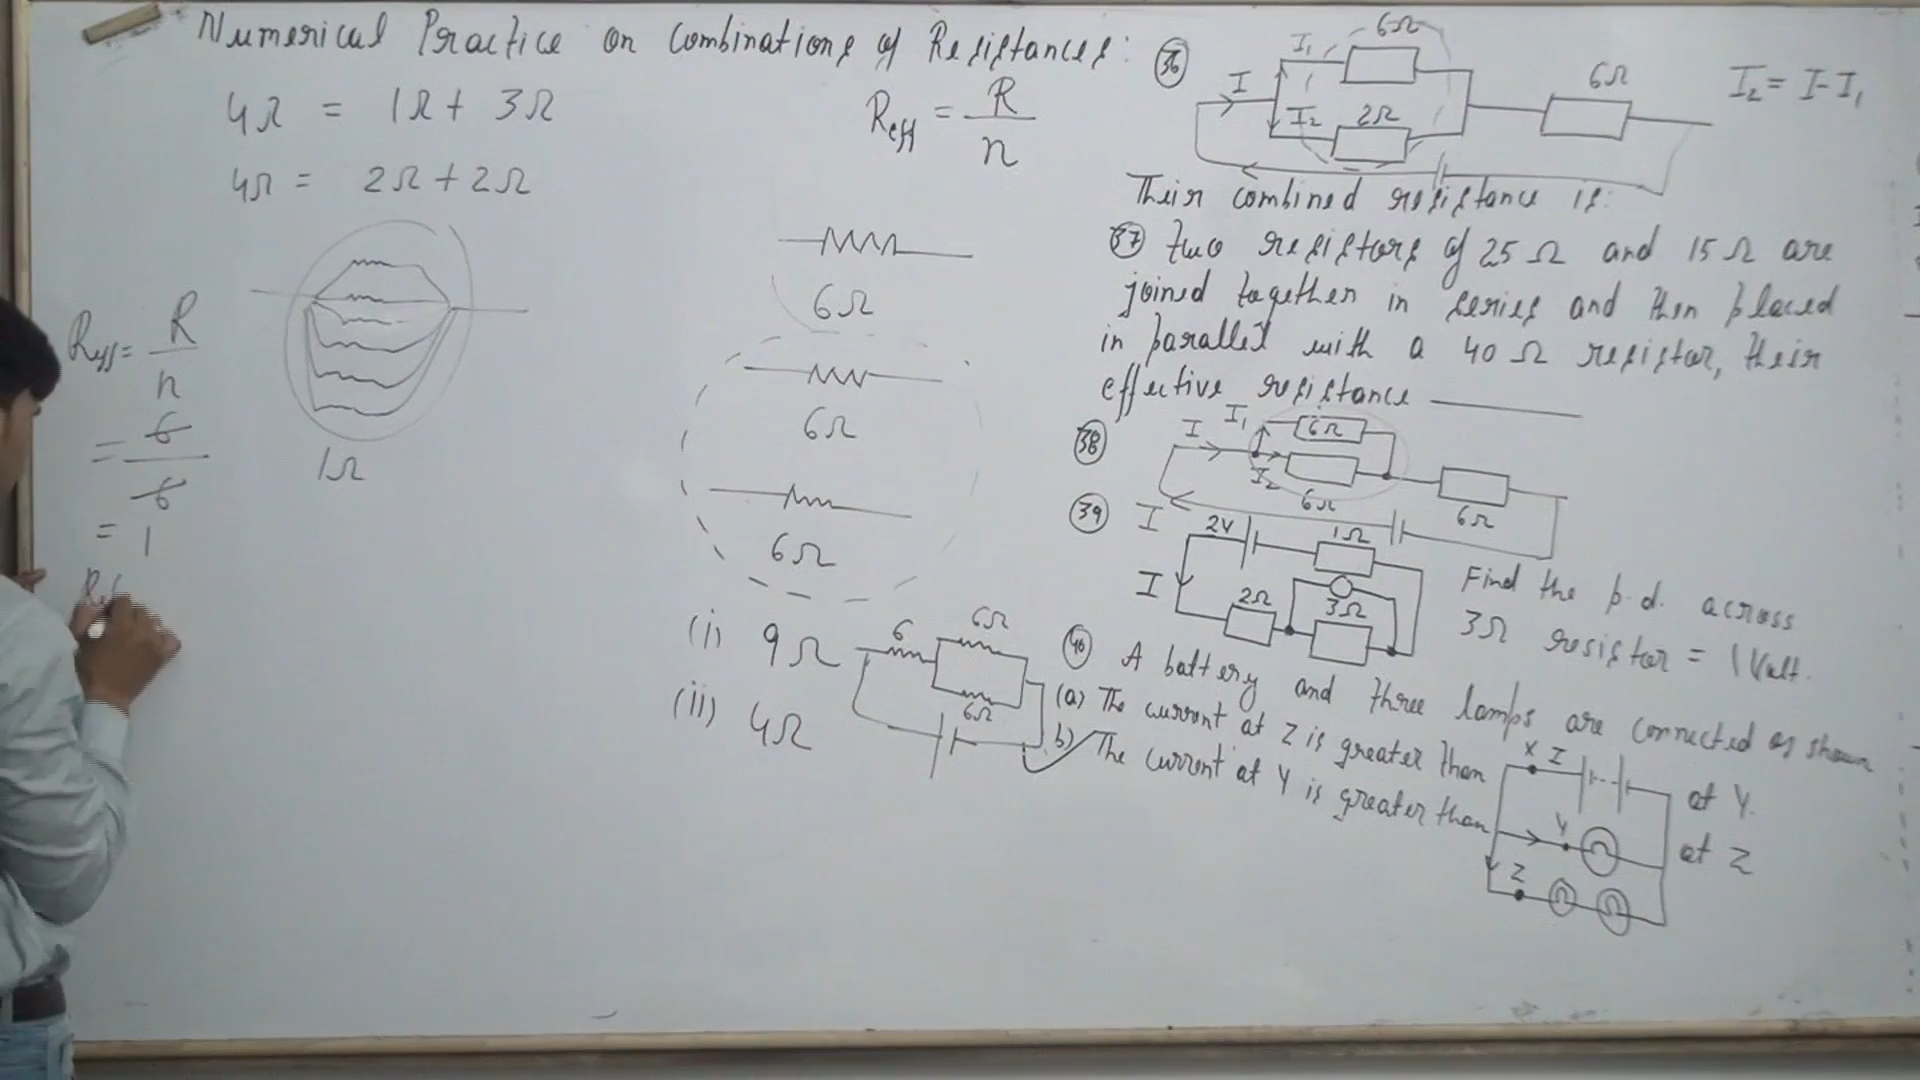 Numerical Practice on Combinations of Resistances:
4Ω = 1Ω + 3Ω
4Ω = 2Ω + 2Ω
Reff = R/n
Reff = R/n
= 6/6
= 1
1Ω
6Ω
6Ω
6Ω
(i) 9Ω
(ii) 4Ω
6
6Ω
6Ω
36
I
I1
6Ω
I2
2Ω
6Ω
I2 = I-I1
Their combined resistance is:
37 Two resistors of 25 Ω and 15 Ω are
joined together in series and then placed
in parallel with a 40 Ω resistor, their
effective resistance
38
I
I1
6Ω
I2
6Ω
6Ω
39
I
2V
1Ω
I
2Ω
3Ω
Find the p.d. across
3Ω resistor = 1 Volt.
40 A battery and three lamps are connected as shown
(a) The current at Z is greater than at Y.
b) The current at Y is greater than at Z
X I
Y
Z